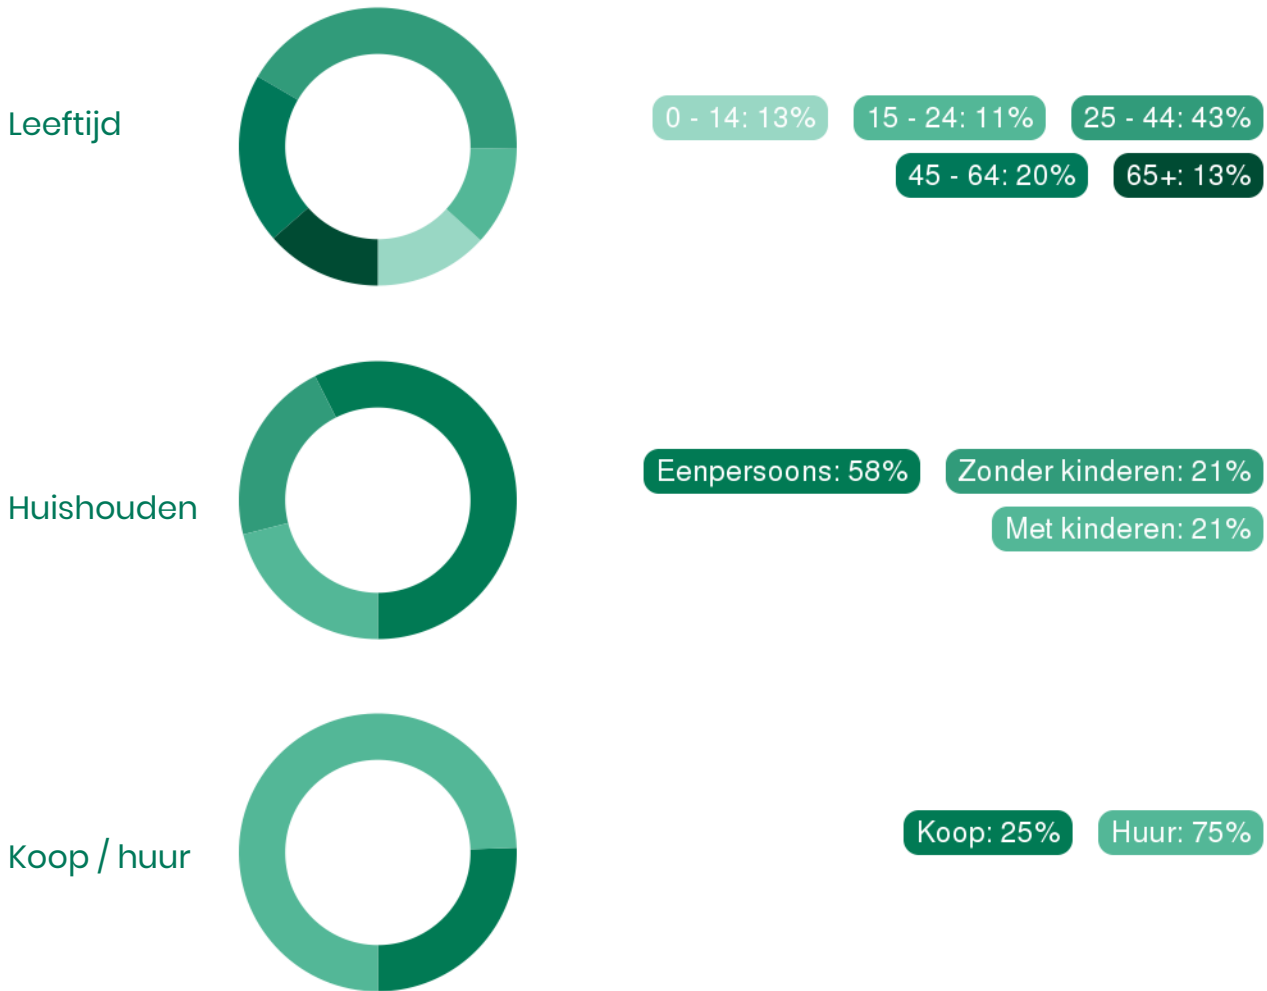 Leeftijd
0 - 14: 13% 15 - 24: 11% 25 - 44: 43%
45 - 64: 20% 65+: 13%
Huishouden
Eenpersoons: 58% Zonder kinderen: 21%
Met kinderen: 21%
Koop / huur
Koop: 25% Huur: 75%